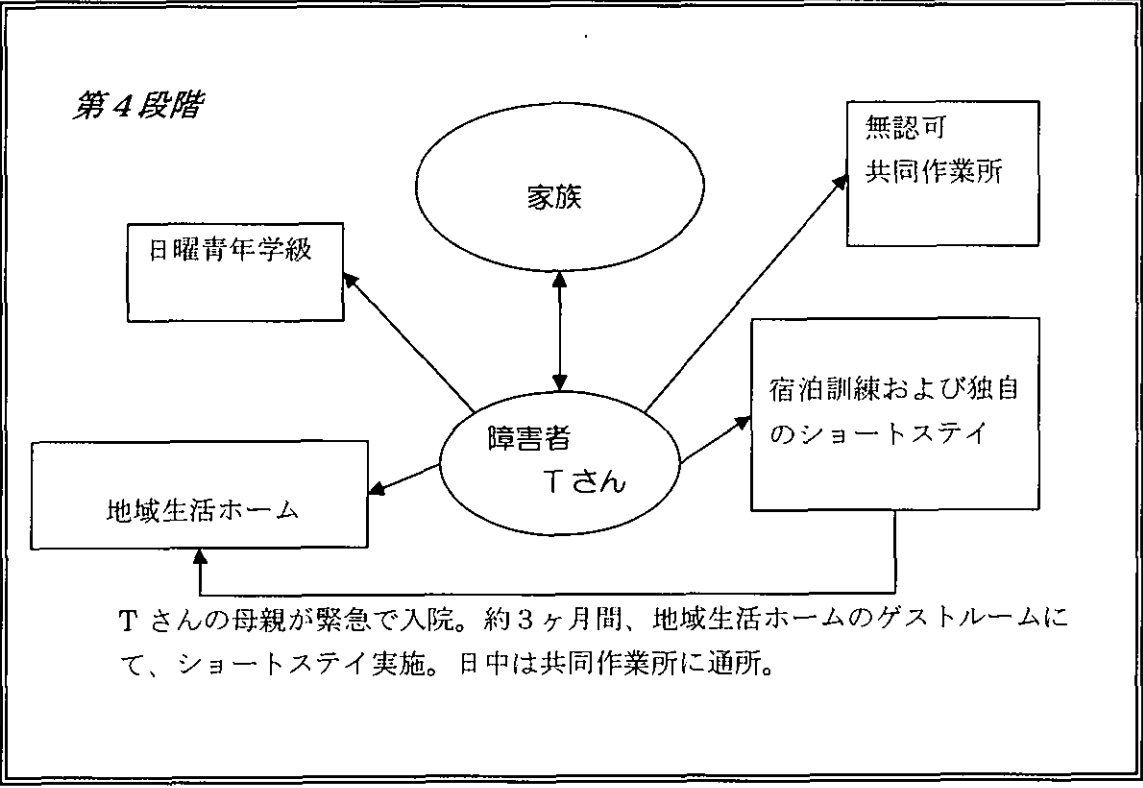 第4段階
無認可
共同作業所
家族
日曜青年学級
宿泊訓練および独自
のショートステイ
障害者
Tさん
地域生活ホーム
T さんの母親が緊急で入院。約3ヶ月間、地域生活ホームのゲストルームに
て、ショートステイ実施。日中は共同作業所に通所。